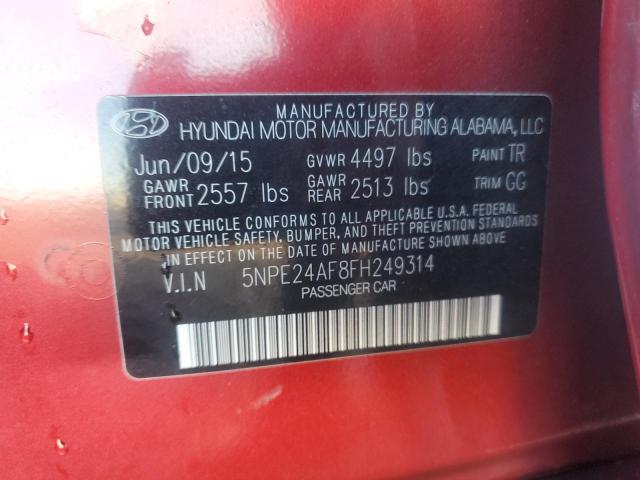 MANUFACTURED BY
HYUNDAI MOTOR MANUFACTURING ALABAMA, LLC
Jun/09/15 GVWR 4497 lbs PAINT TR
GAWR FRONT 2557 lbs GAWR REAR 2513 lbs TRIM GG
THIS VEHICLE CONFORMS TO ALL APPLICABLE U.S.A. FEDERAL
MOTOR VEHICLE SAFETY, BUMPER, AND THEFT PREVENTION STANDARDS
IN EFFECT ON THE DATE OF MANUFACTURE SHOWN ABOVE.
V.I.N 5NPE24AF8FH249314
PASSENGER CAR